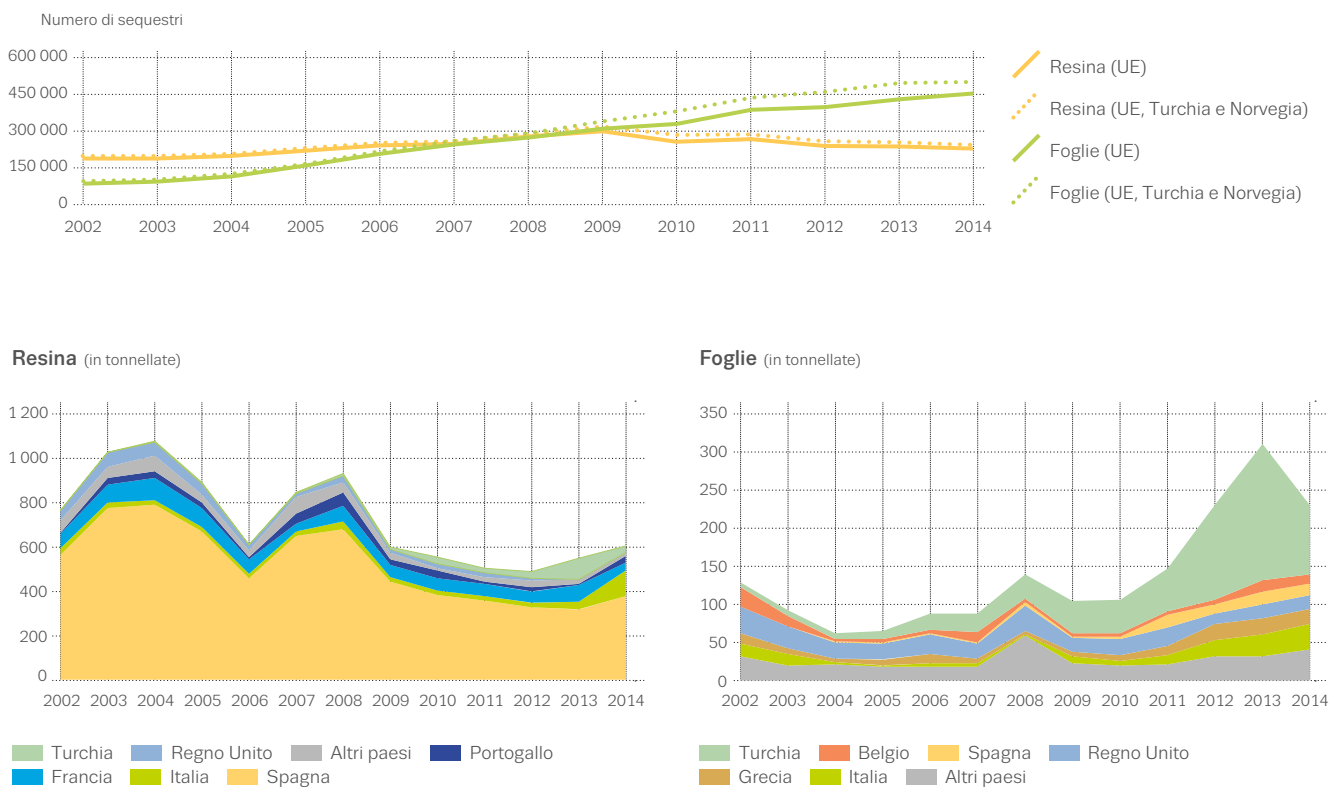 Numero di sequestri
600 000
450 000
300 000
150 000
0
2002 2003 2004 2005 2006 2007 2008 2009 2010 2011 2012 2013 2014
Resina (UE)
Resina (UE, Turchia e Norvegia)
Foglie (UE)
Foglie (UE, Turchia e Norvegia)
Resina (in tonnellate)
1 200
1 000
800
600
400
200
0
2002 2003 2004 2005 2006 2007 2008 2009 2010 2011 2012 2013 2014
Turchia Regno Unito Altri paesi Portogallo
Francia Italia Spagna
Foglie (in tonnellate)
350
300
250
200
150
100
50
0
2002 2003 2004 2005 2006 2007 2008 2009 2010 2011 2012 2013 2014
Turchia Belgio Spagna Regno Unito
Grecia Italia Altri paesi